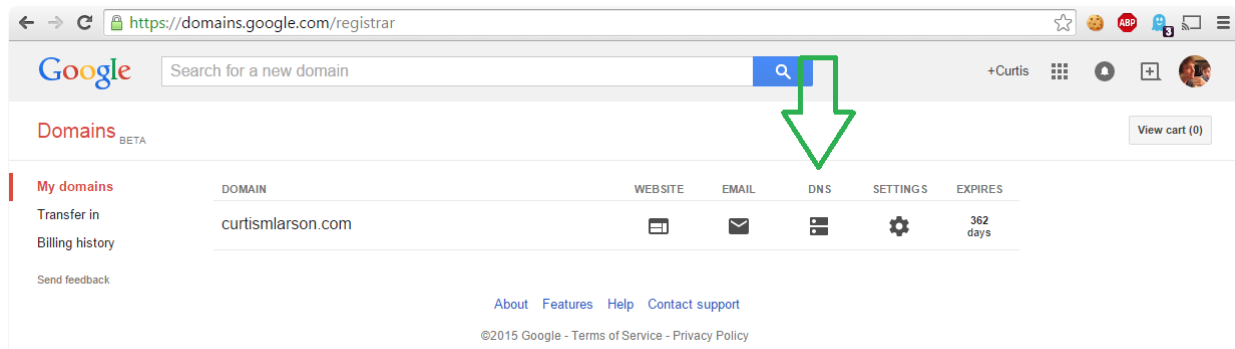 https://domains.google.com/registrar
ABP
3
Google
Search for a new domain
+Curtis
Domains BETA
View cart (0)
My domains
DOMAIN WEBSITE EMAIL DNS SETTINGS EXPIRES
Transfer in
curtismlarson.com 362 days
Billing history
Send feedback
About Features Help Contact support
©2015 Google - Terms of Service - Privacy Policy